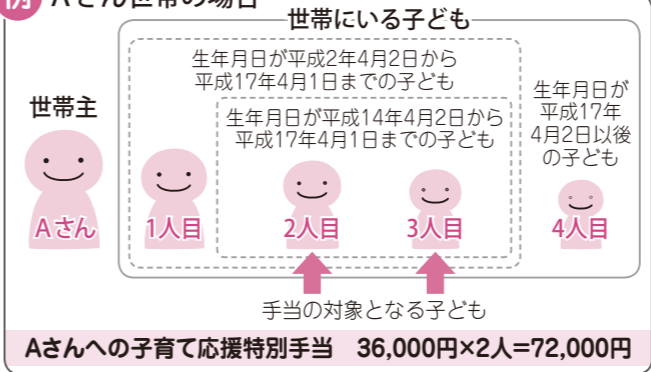 例 Aさん世帯の場合
世帯にいる子ども
生年月日が平成2年4月2日から
平成17年4月1日までの子ども
生年月日が平成14年4月2日から
平成17年4月1日までの子ども
生年月日が
平成17年
4月2日以後
の子ども
世帯主
Aさん
1人目
2人目
3人目
4人目
手当の対象となる子ども
Aさんへの子育て応援特別手当 36,000円×2人=72,000円